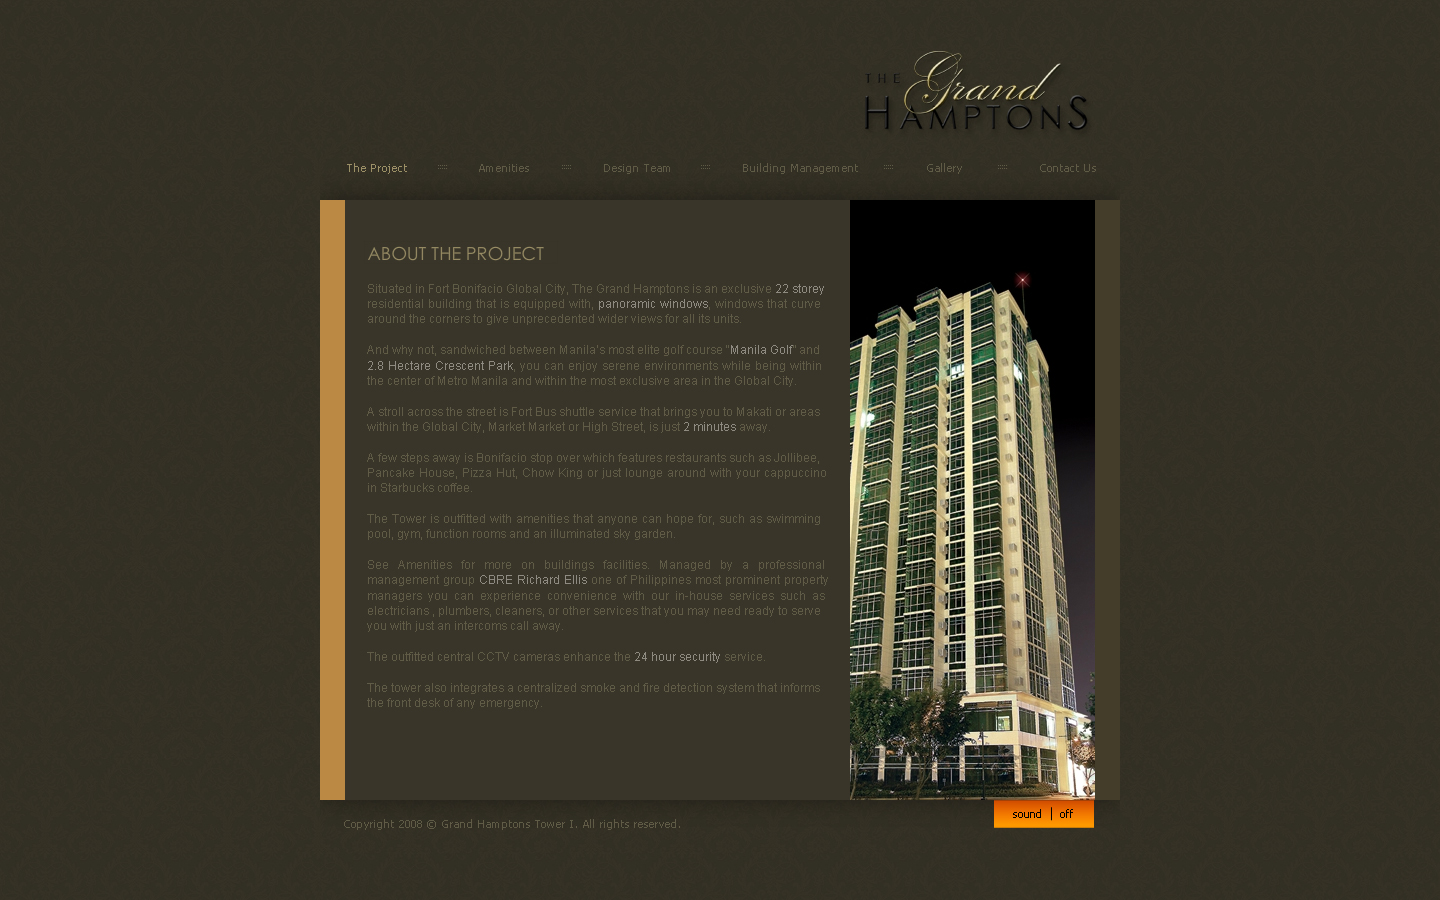 THE Grand
HAMPTONS
The Project Amenities Design Team Building Management Gallery Contact Us
ABOUT THE PROJECT
Situated in Fort Bonifacio Global City, The Grand Hamptons is an exclusive 22 storey
residential building that is equipped with, panoramic windows, windows that curve
around the corners to give unprecedented wider views for all its units.
And why not, sandwiched between Manila's most elite golf course "Manila Golf" and
2.8 Hectare Crescent Park, you can enjoy serene environments while being within
the center of Metro Manila and within the most exclusive area in the Global City.
A stroll across the street is Fort Bus shuttle service that brings you to Makati or areas
within the Global City, Market Market or High Street, is just 2 minutes away.
A few steps away is Bonifacio stop over which features restaurants such as Jollibee,
Pancake House, Pizza Hut, Chow King or just lounge around with your cappuccino
in Starbucks coffee.
The Tower is outfitted with amenities that anyone can hope for, such as swimming
pool, gym, function rooms and an illuminated sky garden.
See Amenities for more on buildings facilities. Managed by a professional
management group CBRE Richard Ellis one of Philippines most prominent property
managers you can experience convenience with our in-house services such as
electricians , plumbers, cleaners, or other services that you may need ready to serve
you with just an intercoms call away.
The outfitted central CCTV cameras enhance the 24 hour security service.
The tower also integrates a centralized smoke and fire detection system that informs
the front desk of any emergency.
Copyright 2008 © Grand Hamptons Tower I. All rights reserved.
sound | off